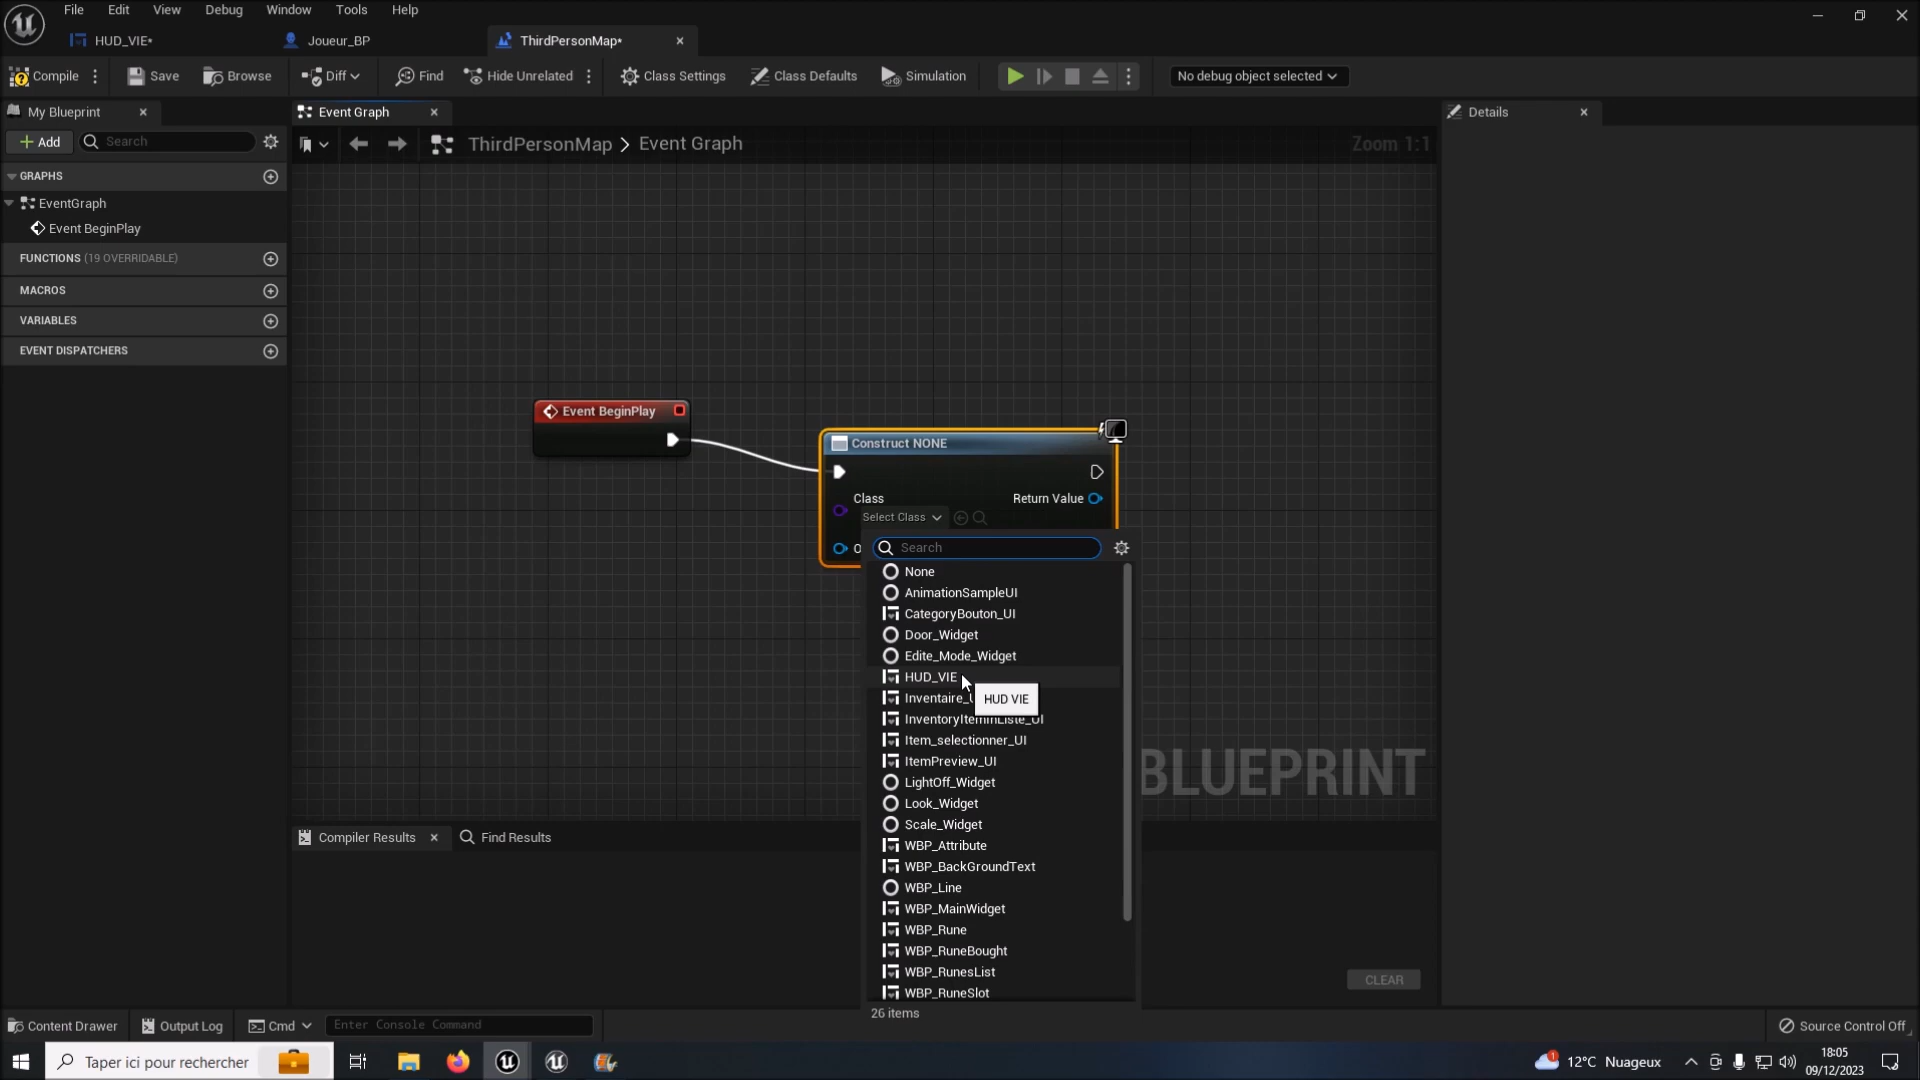 File Edit View Debug Window Tools Help
HUD_VIE* Joueur_BP ThirdPersonMap*
Compile Save Browse Diff Find Hide Unrelated Class Settings Class Defaults Simulation No debug object selected
My Blueprint Event Graph Details
Add Search ThirdPersonMap > Event Graph Zoom 1:1
GRAPHS
EventGraph
Event BeginPlay
FUNCTIONS (19 OVERRIDABLE)
MACROS
VARIABLES
EVENT DISPATCHERS
Event BeginPlay
Construct NONE
Class Return Value
Select Class
O
Search
None
AnimationSampleUI
CategoryBouton_UI
Door_Widget
Edite_Mode_Widget
HUD_VIE
HUD VIE
Inventaire_U
InventoryItemInListe_UI
Item_selectionner_UI
ItemPreview_UI
LightOff_Widget
Look_Widget
Scale_Widget
WBP_Attribute
WBP_BackGroundText
WBP_Line
WBP_MainWidget
WBP_Rune
WBP_RuneBought
WBP_RunesList
WBP_RuneSlot
26 items
BLUEPRINT
Compiler Results Find Results
CLEAR
Content Drawer Output Log Cmd Enter Console Command Source Control Off
Taper ici pour rechercher 1 12°C Nuageux 18:05
09/12/2023